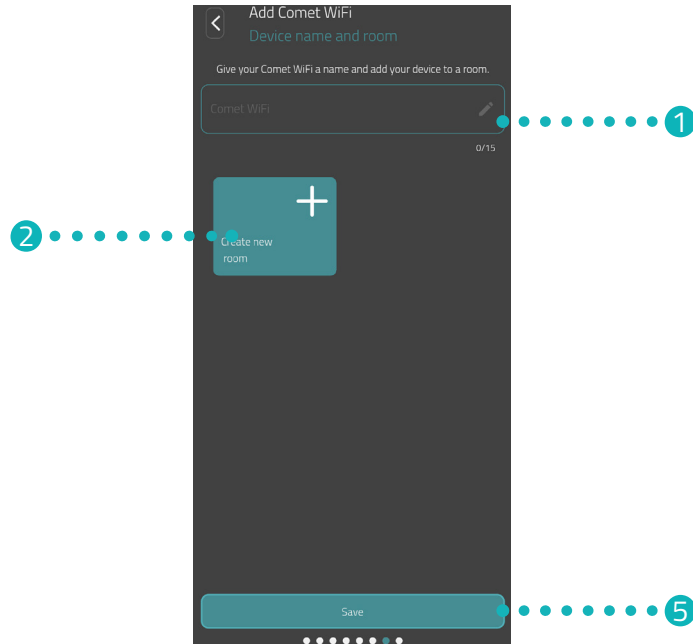 Add Comet WiFi
Device name and room
Give your Comet WiFi a name and add your device to a room.
Comet WiFi
1
0/15
2
Create new
room
Save
5